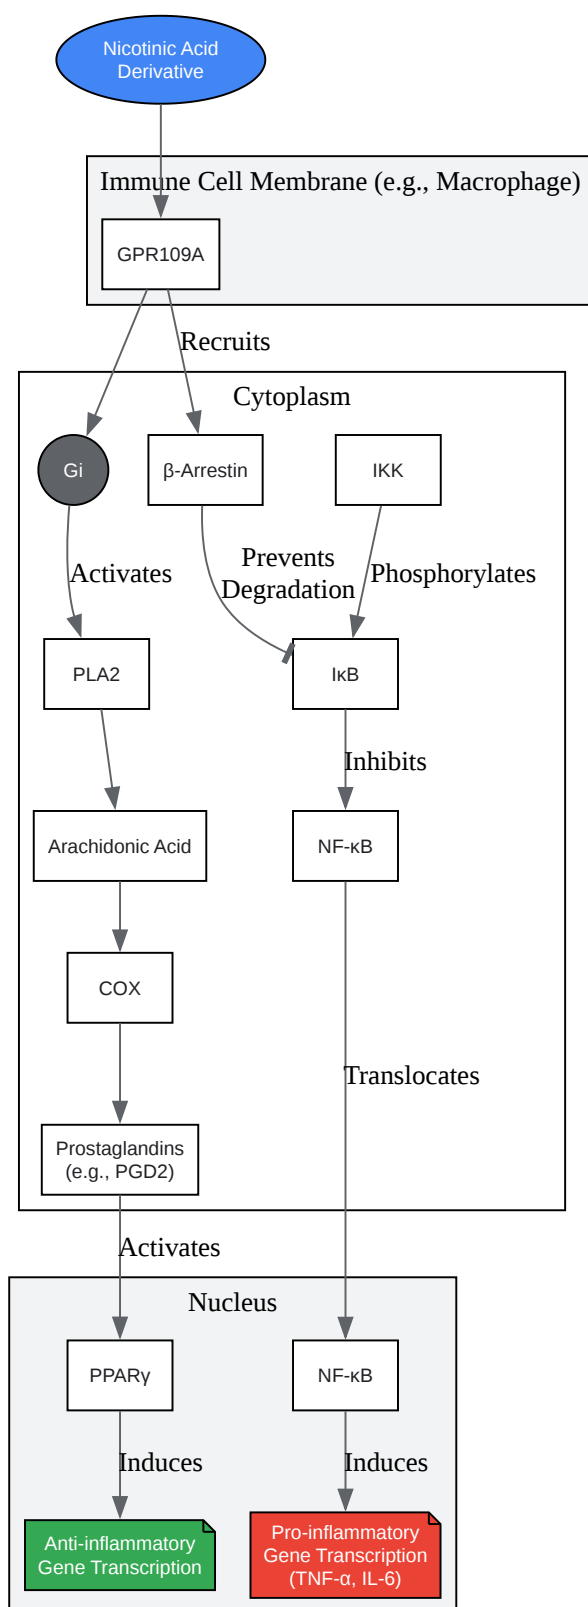 Nicotinic Acid
Derivative
Immune Cell Membrane (e.g., Macrophage)
GPR109A
Recruits
Cytoplasm
Gi
β-Arrestin
IKK
Activates
Prevents
Degradation
Phosphorylates
PLA2
IκB
Inhibits
Arachidonic Acid
NF-κB
COX
Translocates
Prostaglandins
(e.g., PGD2)
Activates
Nucleus
PPARγ
NF-κB
Induces
Induces
Anti-inflammatory
Gene Transcription
Pro-inflammatory
Gene Transcription
(TNF-α, IL-6)